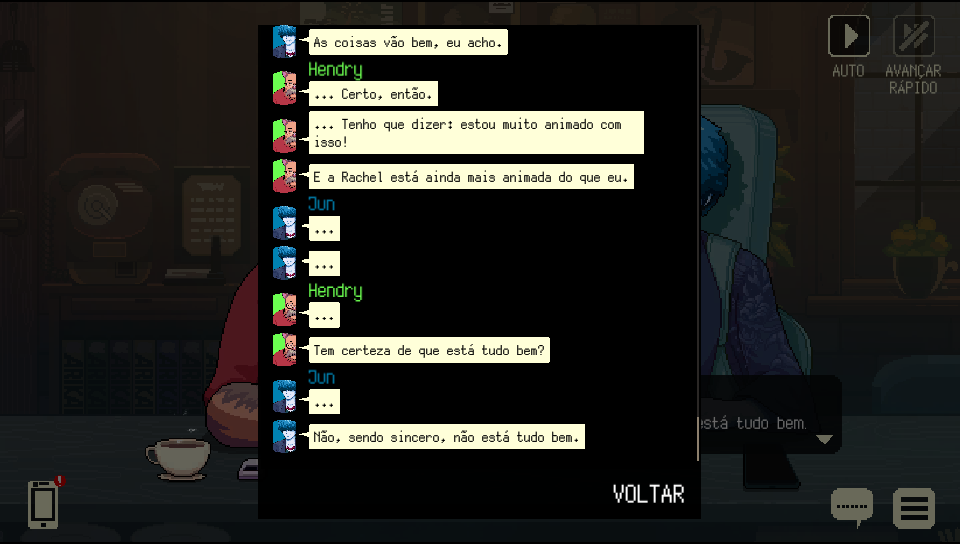 As coisas vão bem, eu acho.
Hendry
... Certo, então.
... Tenho que dizer: estou muito animado com
isso!
E a Rachel está ainda mais animada do que eu.
Jun
...
...
Hendry
...
Tem certeza de que está tudo bem?
Jun
...
Não, sendo sincero, não está tudo bem.
VOLTAR
AUTO
AVANÇAR
RÁPIDO
está tudo bem.